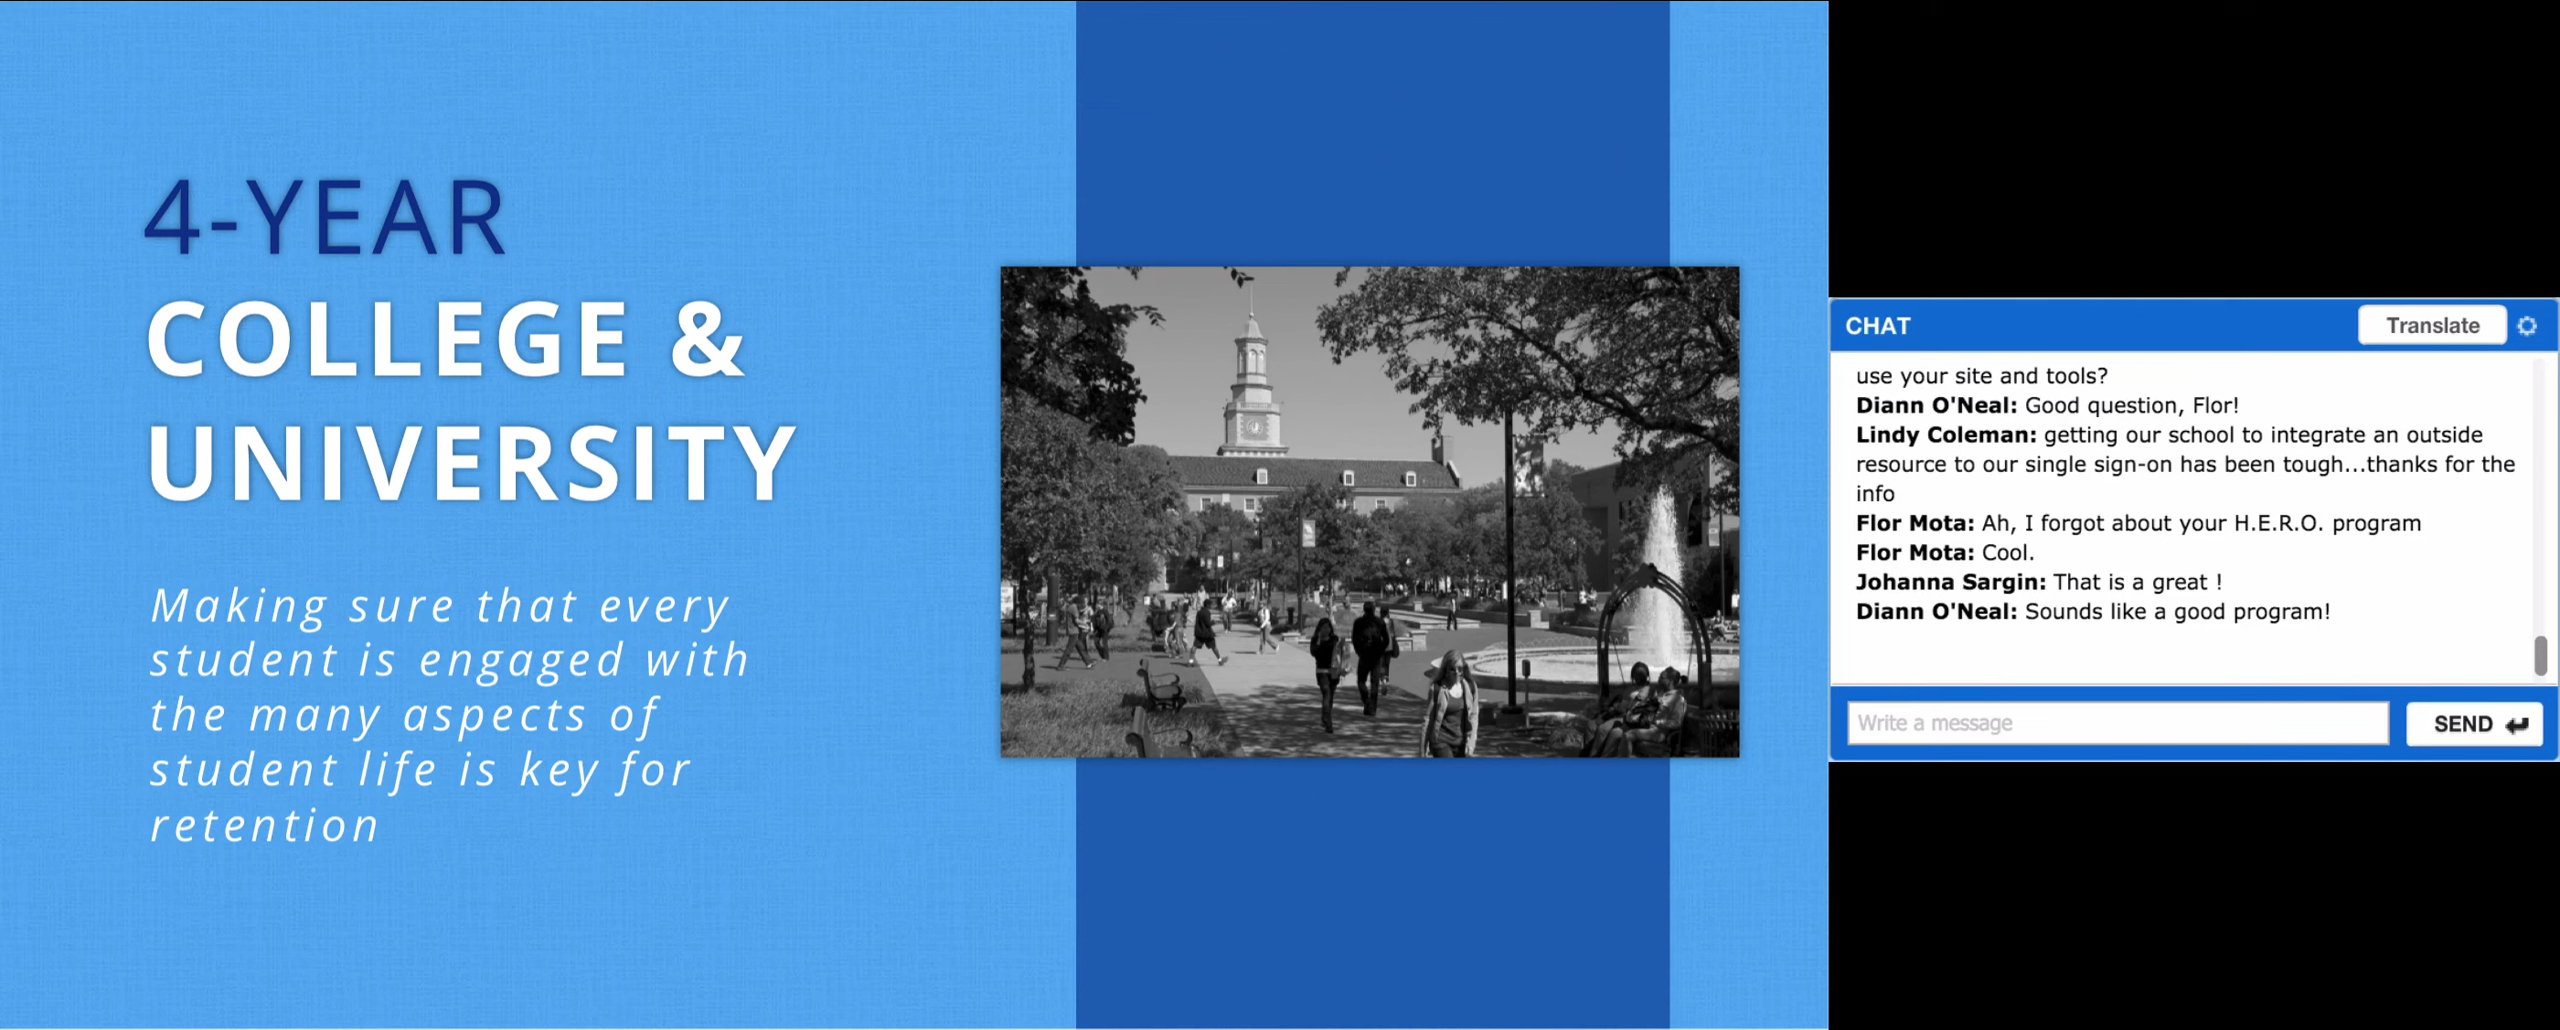 4-YEAR
COLLEGE &
UNIVERSITY
Making sure that every
student is engaged with
the many aspects of
student life is key for
retention
CHAT
Translate
use your site and tools?
Diann O'Neal: Good question, Flor!
Lindy Coleman: getting our school to integrate an outside
resource to our single sign-on has been tough...thanks for the
info
Flor Mota: Ah, I forgot about your H.E.R.O. program
Flor Mota: Cool.
Johanna Sargin: That is a great !
Diann O'Neal: Sounds like a good program!
Write a message
SEND